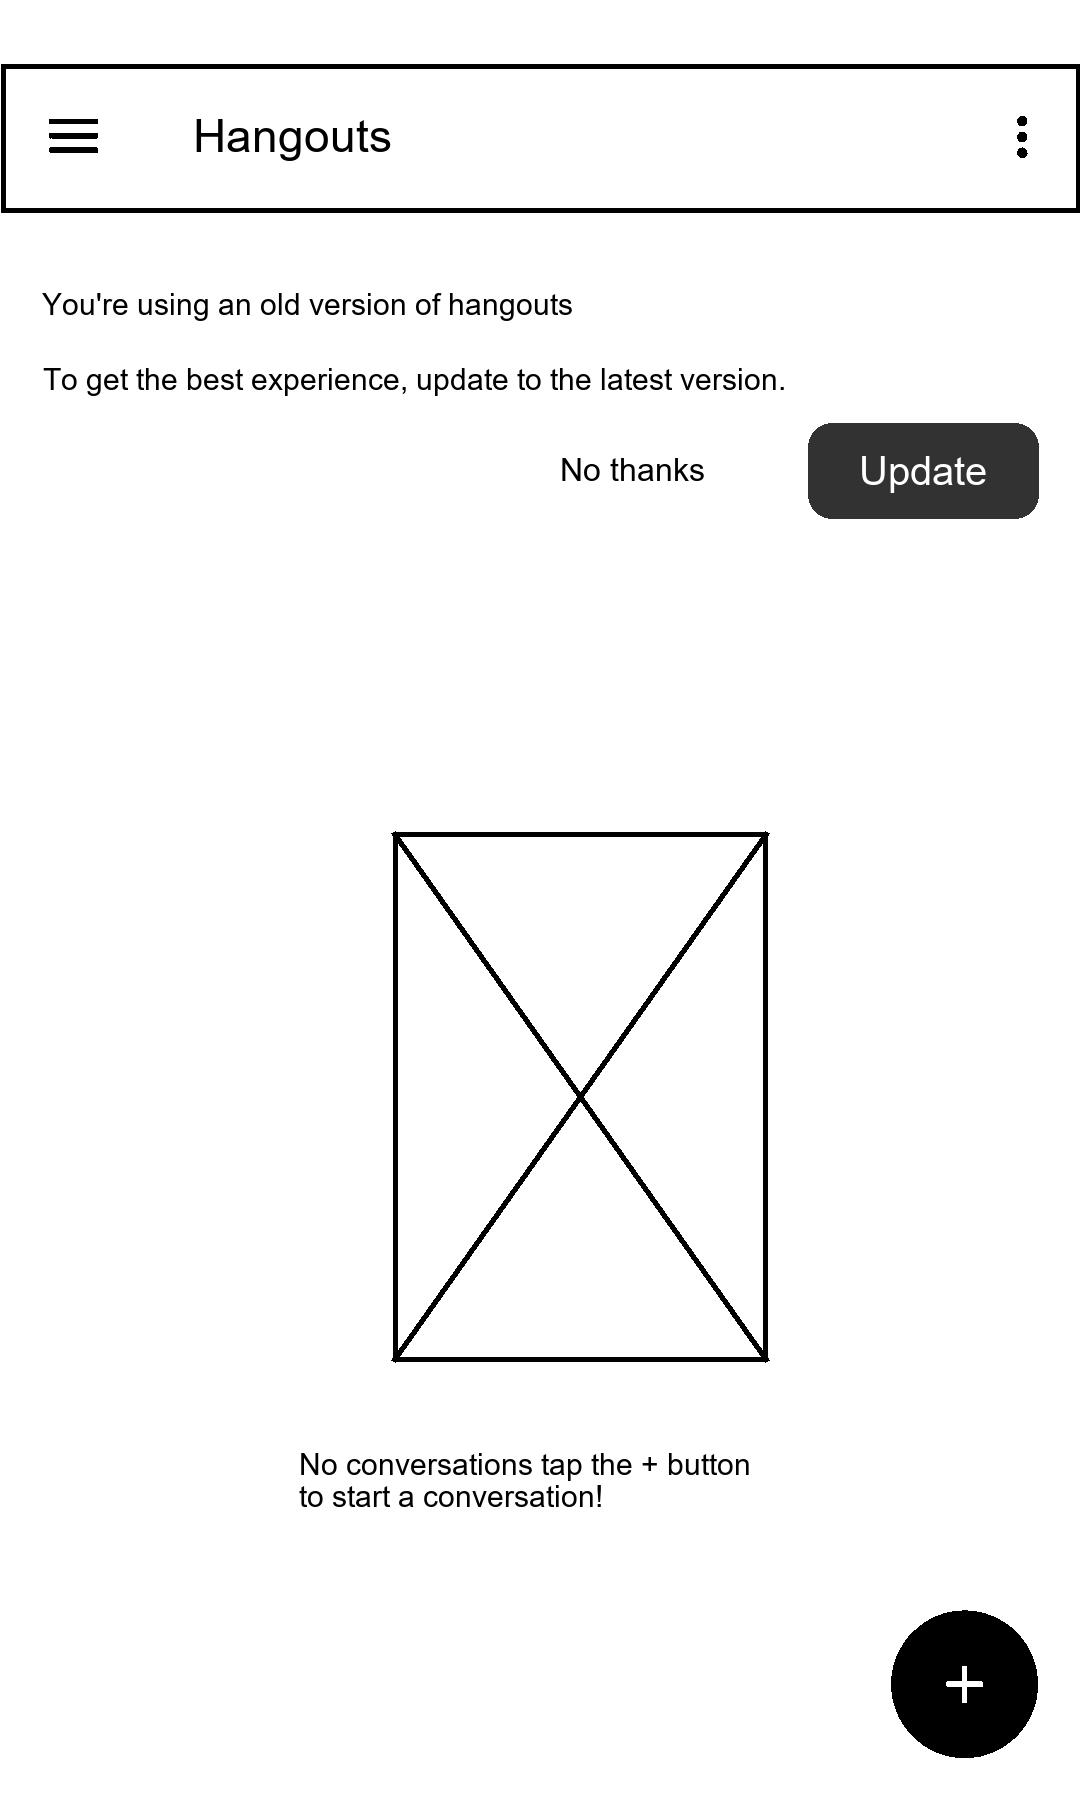 Hangouts
You're using an old version of hangouts
To get the best experience, update to the latest version.
No thanks
Update
No conversations tap the + button
to start a conversation!
+